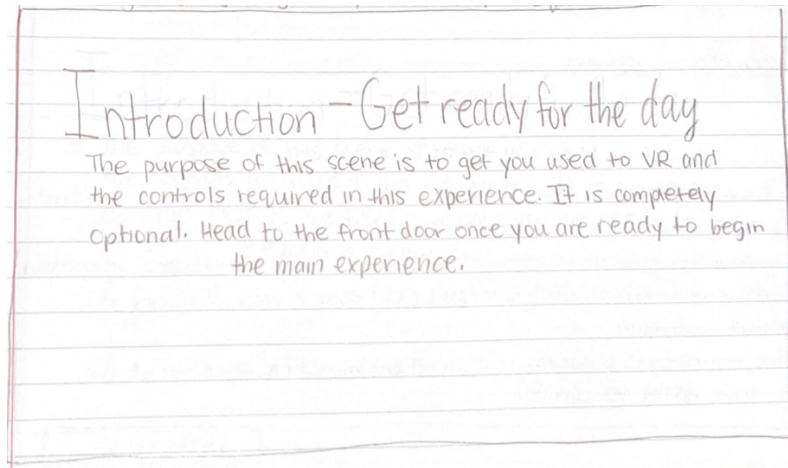 Introduction - Get ready for the day
The purpose of this scene is to get you used to VR and
the controls required in this experience. It is completely
optional. Head to the front door once you are ready to begin
the main experience.